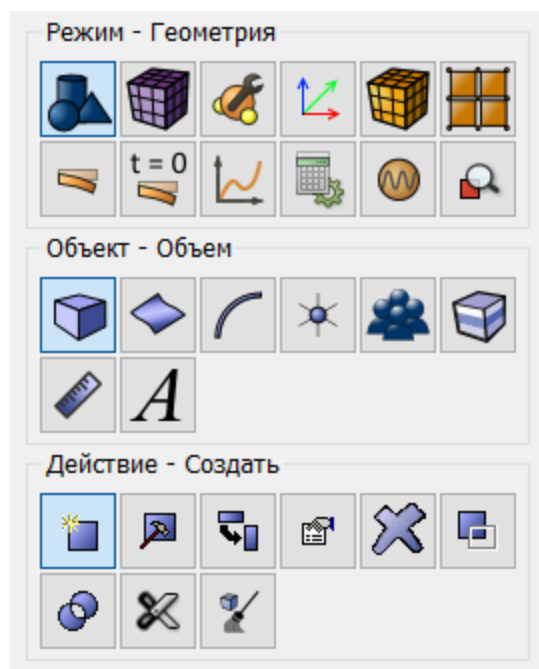 Режим - Геометрия
t = 0
Объект - Объем
A
Действие - Создать